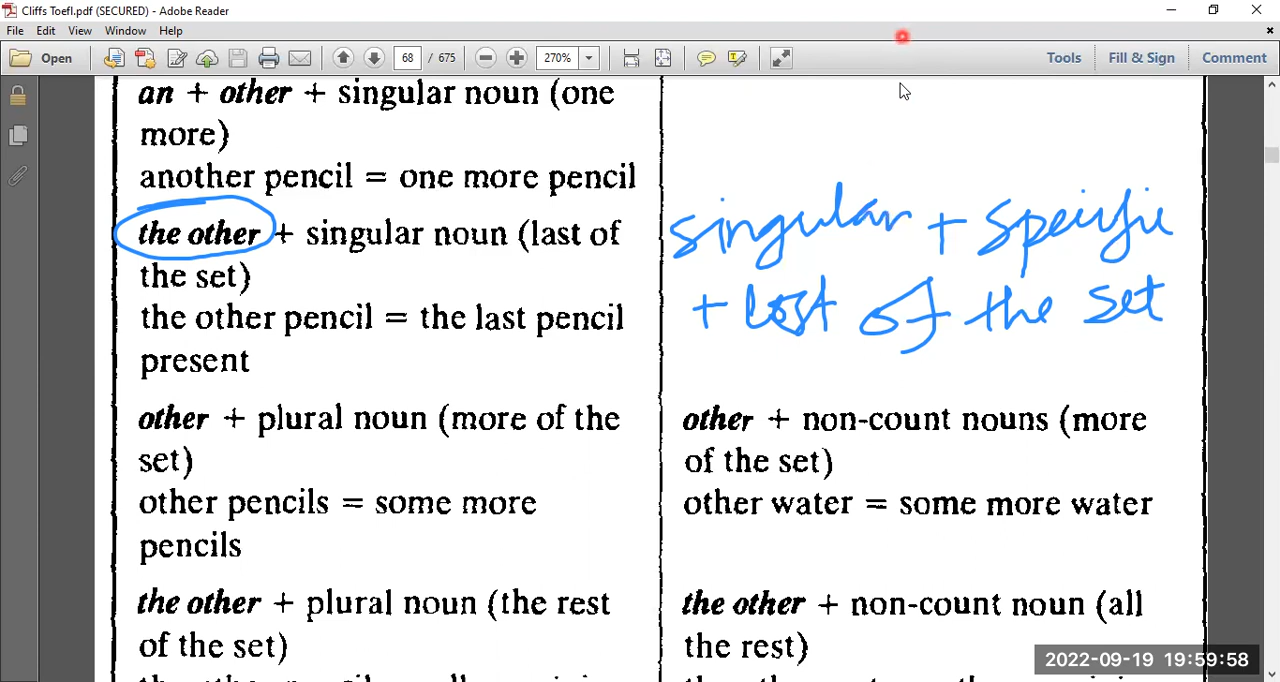 Cliffs Toefl.pdf (SECURED) - Adobe Reader
File Edit View Window Help
Open 68 / 675 270% Tools Fill & Sign Comment
an + other + singular noun (one
more)
another pencil = one more pencil
the other + singular noun (last of
the set)
the other pencil = the last pencil
present
singular + specific
+ last of the set
other + plural noun (more of the
set)
other pencils = some more
pencils
other + non-count nouns (more
of the set)
other water = some more water
the other + plural noun (the rest
of the set)
the other + non-count noun (all
the rest)
2022-09-19 19:59:58